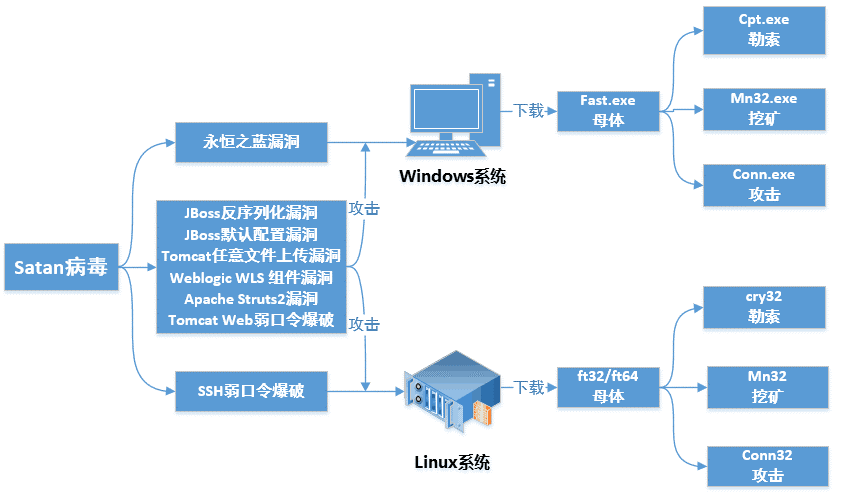 Satan病毒
永恒之蓝漏洞
JBoss反序列化漏洞
JBoss默认配置漏洞
Tomcat任意文件上传漏洞
Weblogic WLS 组件漏洞
Apache Struts2漏洞
Tomcat Web弱口令爆破
SSH弱口令爆破
攻击
攻击
Windows系统
下载
Fast.exe
母体
Cpt.exe
勒索
Mn32.exe
挖矿
Conn.exe
攻击
Linux系统
下载
ft32/ft64
母体
cry32
勒索
Mn32
挖矿
Conn32
攻击